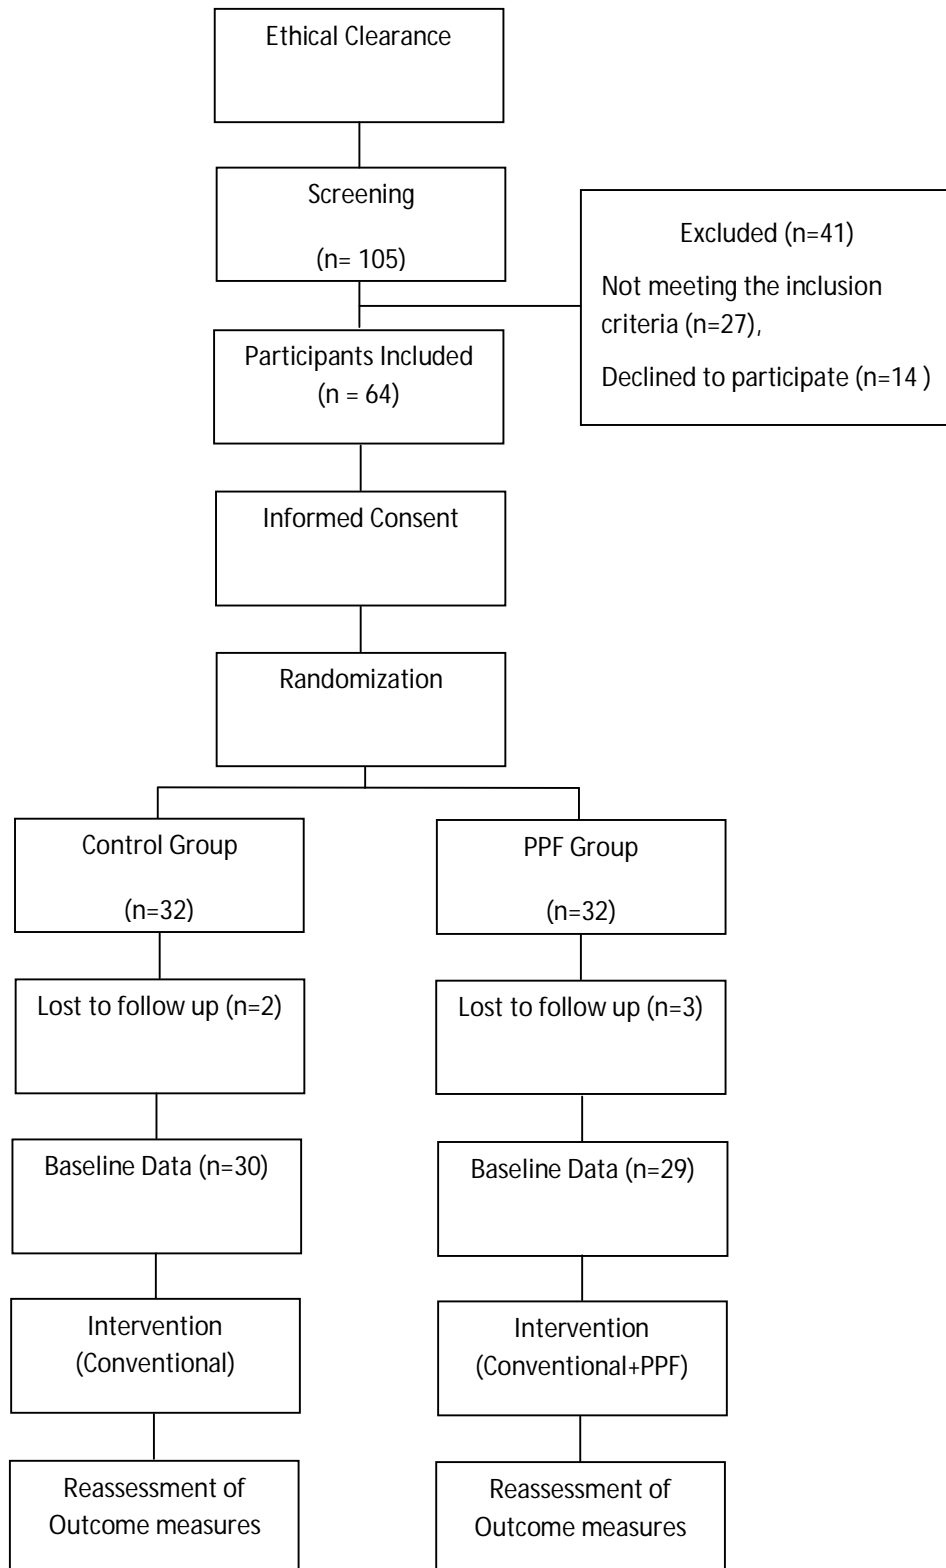 Ethical Clearance
Screening
(n= 105)
Excluded (n=41)
Not meeting the inclusion
criteria (n=27),
Declined to participate (n=14 )
Participants Included
(n = 64)
Informed Consent
Randomization
Control Group
(n=32)
PPF Group
(n=32)
Lost to follow up (n=2)
Lost to follow up (n=3)
Baseline Data (n=30)
Baseline Data (n=29)
Intervention
(Conventional)
Intervention
(Conventional+PPF)
Reassessment of
Outcome measures
Reassessment of
Outcome measures